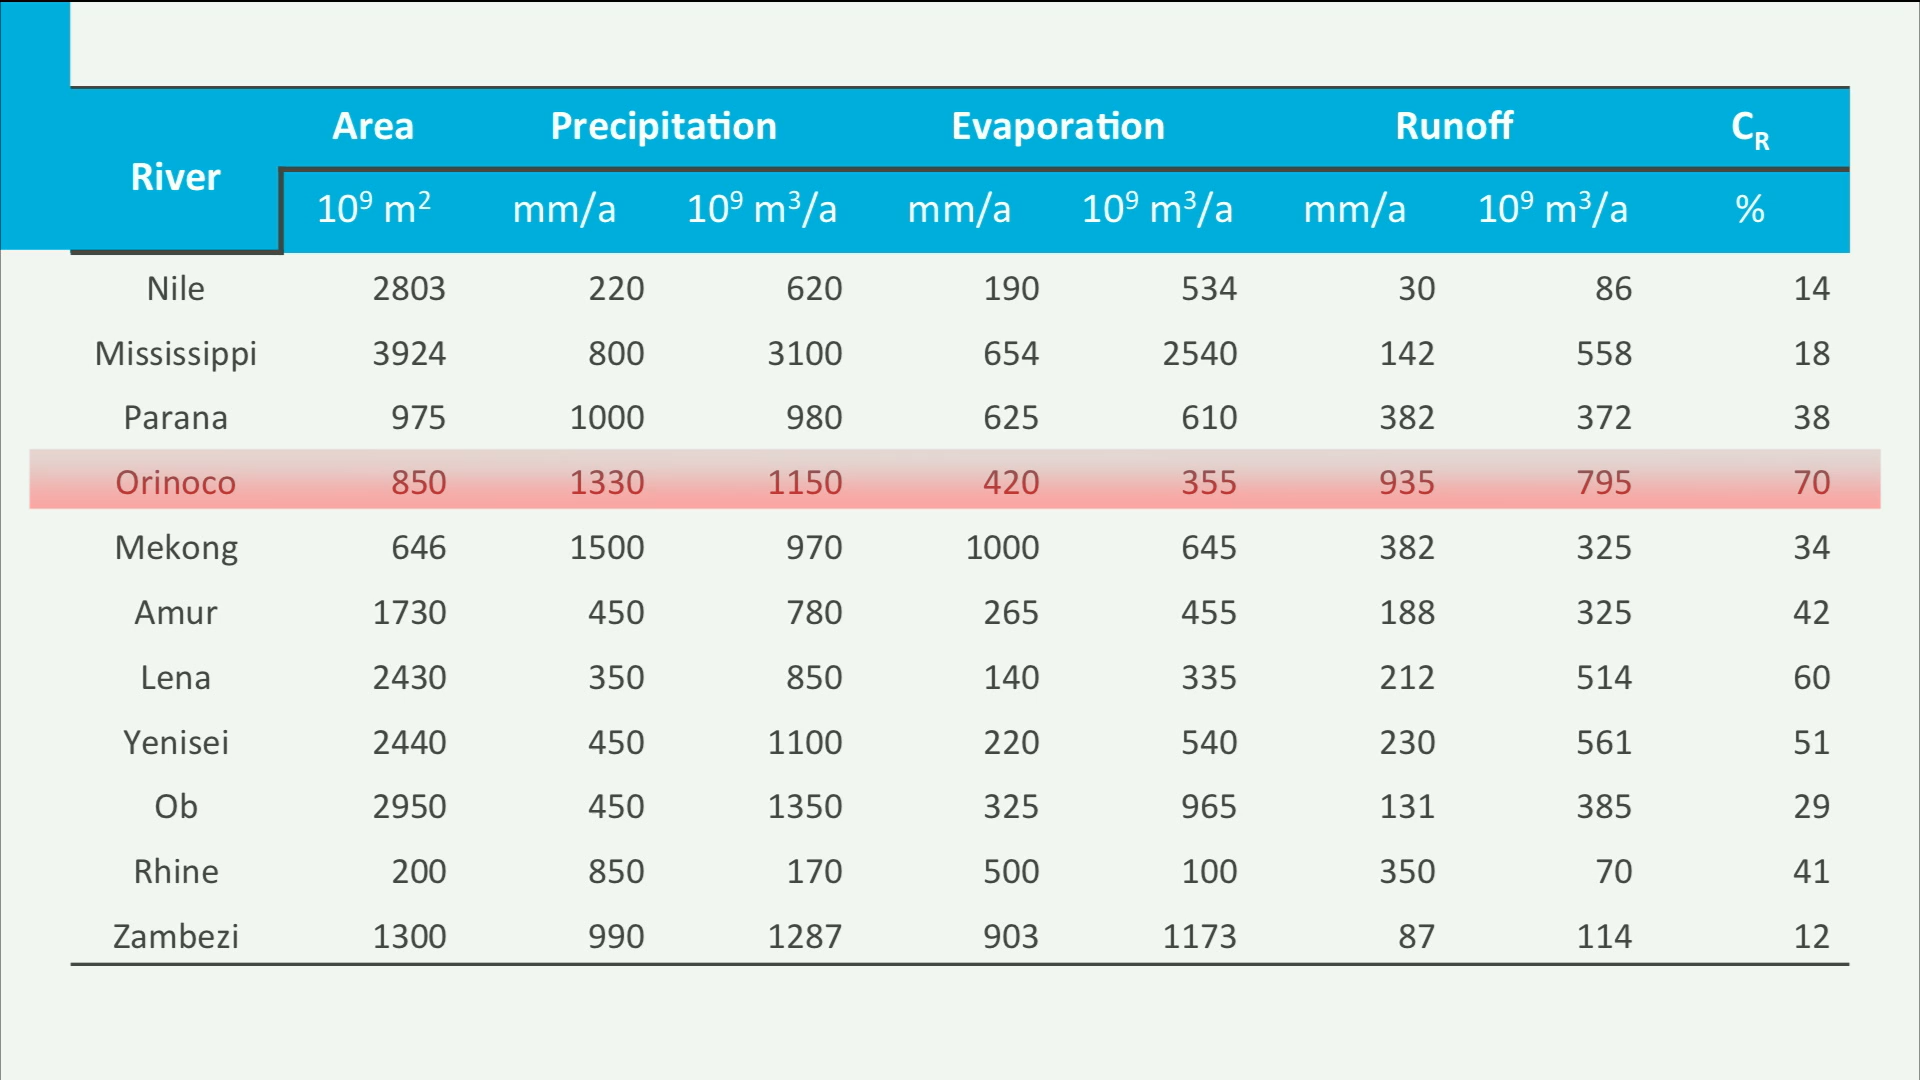 Area Precipitation Evaporation Runoff C_R
River
10⁹ m² mm/a 10⁹ m³/a mm/a 10⁹ m³/a mm/a 10⁹ m³/a %
Nile 2803 220 620 190 534 30 86 14
Mississippi 3924 800 3100 654 2540 142 558 18
Parana 975 1000 980 625 610 382 372 38
Orinoco 850 1330 1150 420 355 935 795 70
Mekong 646 1500 970 1000 645 382 325 34
Amur 1730 450 780 265 455 188 325 42
Lena 2430 350 850 140 335 212 514 60
Yenisei 2440 450 1100 220 540 230 561 51
Ob 2950 450 1350 325 965 131 385 29
Rhine 200 850 170 500 100 350 70 41
Zambezi 1300 990 1287 903 1173 87 114 12